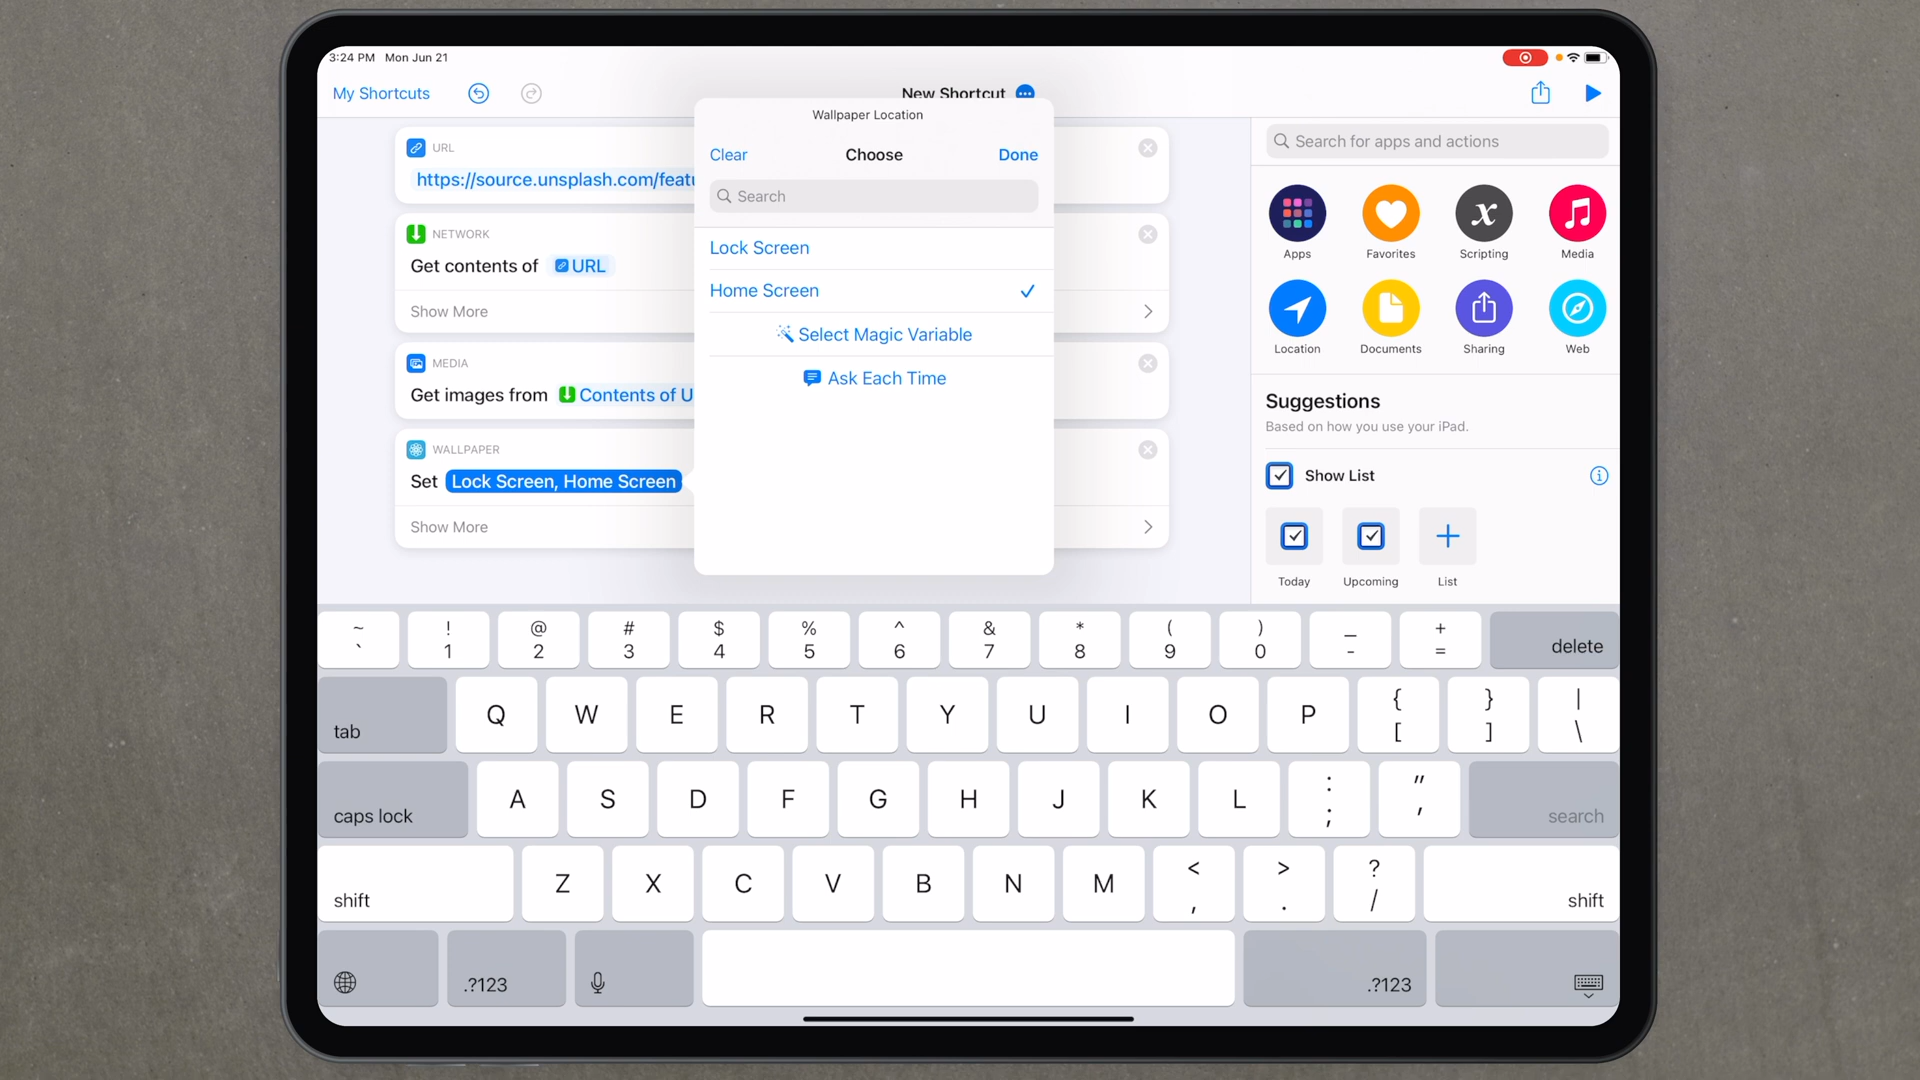 3:24 PM Mon Jun 21
My Shortcuts
New Shortcut
URL
https://source.unsplash.com/featu
NETWORK
Get contents of URL
Show More
MEDIA
Get images from Contents of U
WALLPAPER
Set Lock Screen, Home Screen
Show More
Wallpaper Location
Clear Choose Done
Search
Lock Screen
Home Screen
Select Magic Variable
Ask Each Time
Search for apps and actions
Apps Favorites Scripting Media
Location Documents Sharing Web
Suggestions
Based on how you use your iPad.
Show List
Today Upcoming List
~ ! @ # $ % ^ & * ( ) _ +
` 1 2 3 4 5 6 7 8 9 0 - = delete
tab Q W E R T Y U I O P { [ } ] | \
caps lock A S D F G H J K L : ; " ' search
shift Z X C V B N M < , > . ? / shift
.?123 .?123